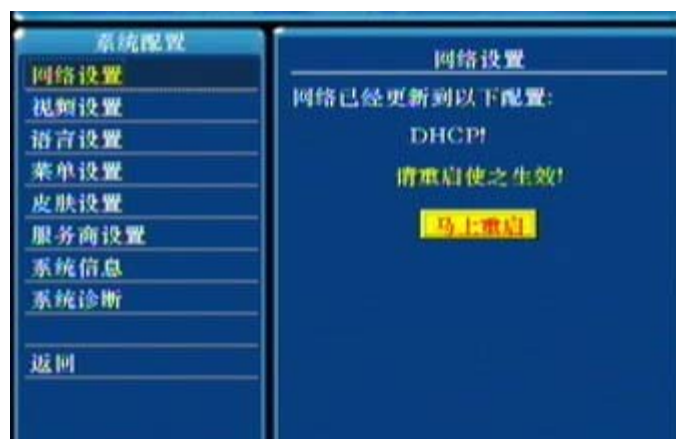 系统配置
网络设置
视频设置
语言设置
菜单设置
皮肤设置
服务商设置
系统信息
系统诊断
返回
网络设置
网络已经更新到以下配置:
DHCP!
请重启使之生效!
马上重启